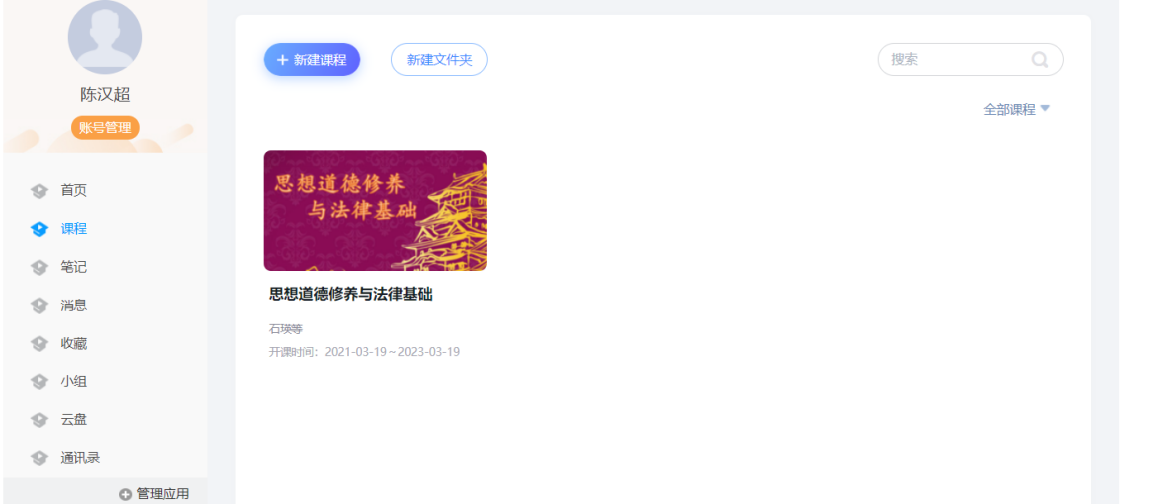 陈汉超
账号管理
首页
课程
笔记
消息
收藏
小组
云盘
通讯录
管理应用
+ 新建课程
新建文件夹
搜索
全部课程
思想道德修养
与法律基础
思想道德修养与法律基础
石瑛等
开课时间：2021-03-19～2023-03-19